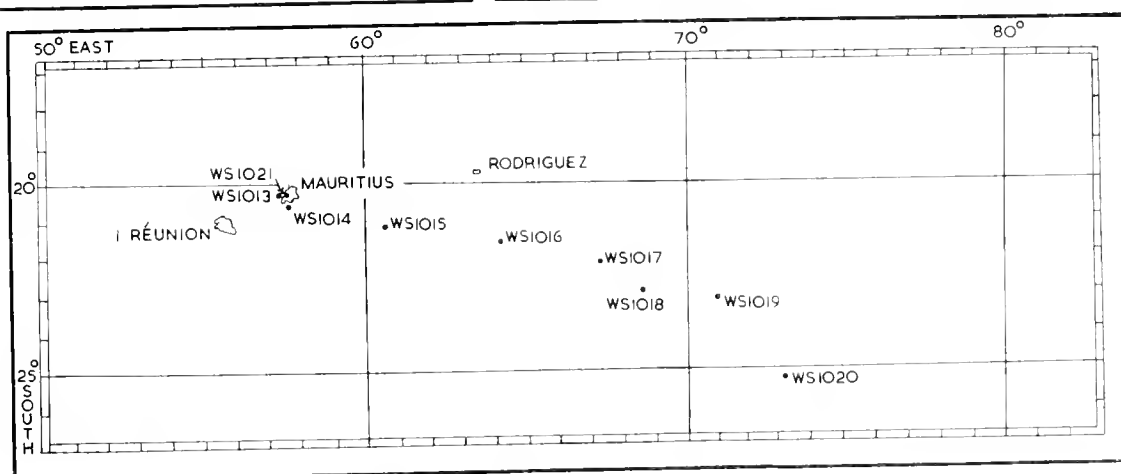 50° EAST
60°
70°
80°
RODRIGUEZ
WS1021
20°
MAURITIUS
WS1013
WS1014
WS1015
I RÉUNION
WS1016
WS1017
WS1018
WS1019
25°
WS1020
SOUTH